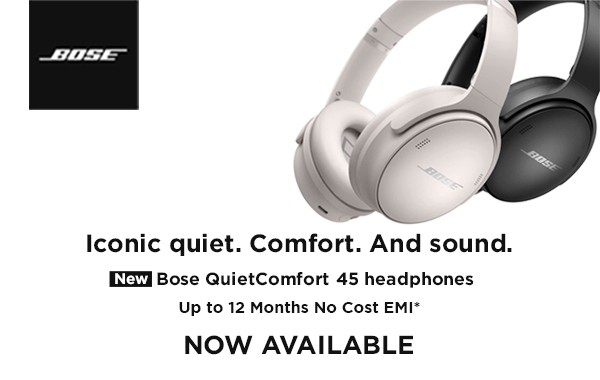 BOSE
BOSE
BOSE
Iconic quiet. Comfort. And sound.
New Bose QuietComfort 45 headphones
Up to 12 Months No Cost EMI*
NOW AVAILABLE